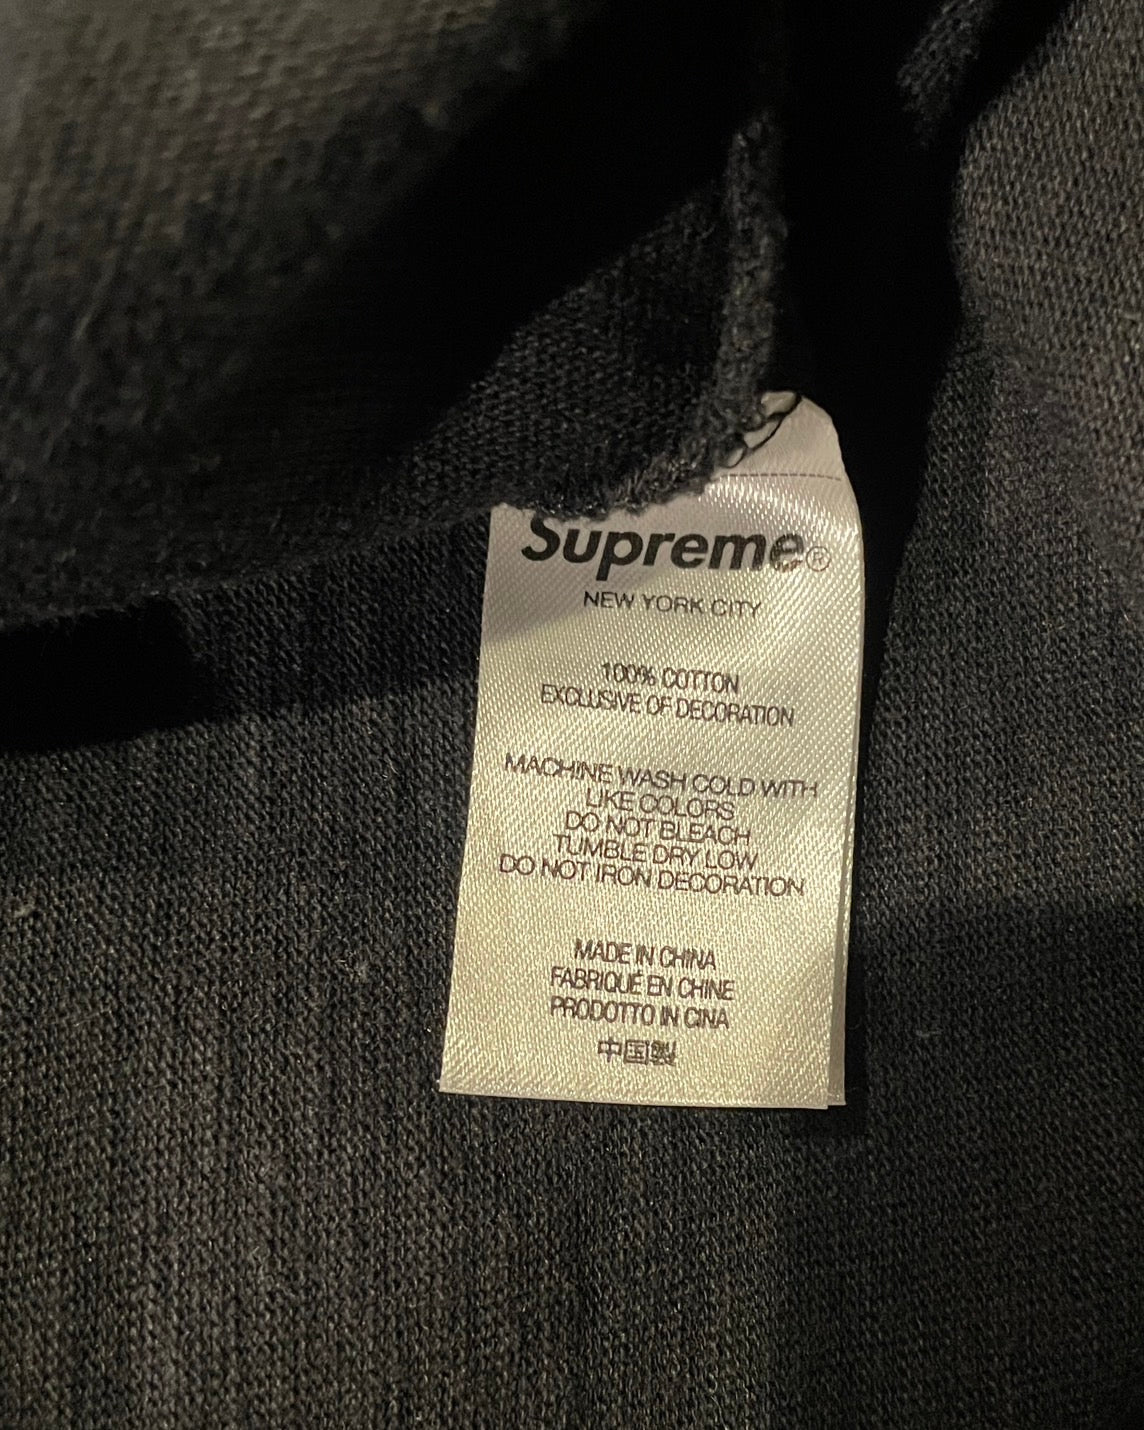 Supreme®
NEW YORK CITY
100% COTTON
EXCLUSIVE OF DECORATION
MACHINE WASH COLD WITH
LIKE COLORS
DO NOT BLEACH
TUMBLE DRY LOW
DO NOT IRON DECORATION
MADE IN CHINA
FABRIQUÉ EN CHINE
PRODOTTO IN CINA
中国製